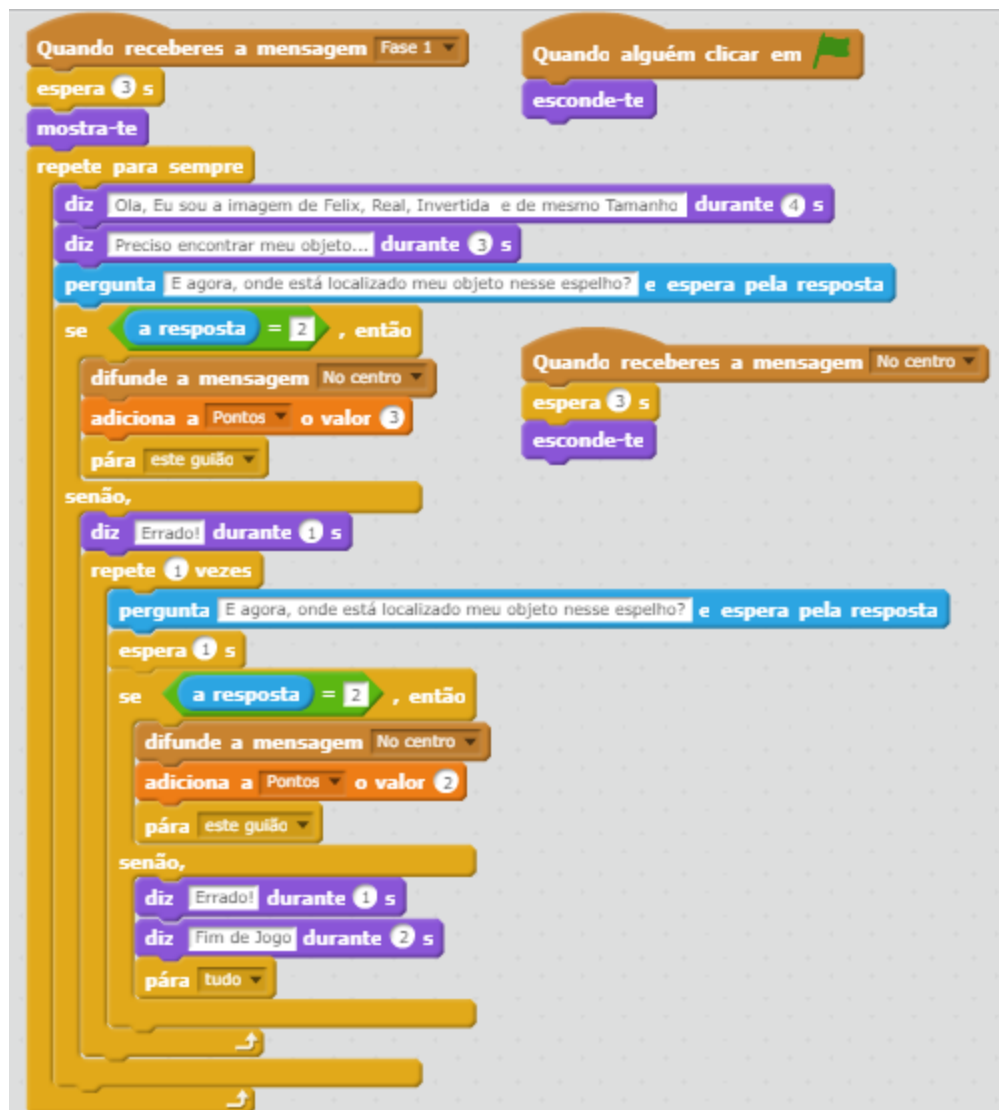 Quando receberes a mensagem Fase 1
espera 3 s
mostra-te
repete para sempre
diz Ola, Eu sou a imagem de Felix, Real, Invertida e de mesmo Tamanho durante 4 s
diz Preciso encontrar meu objeto... durante 3 s
pergunta E agora, onde está localizado meu objeto nesse espelho? e espera pela resposta
se a resposta = 2 , então
difunde a mensagem No centro
adiciona a Pontos o valor 3
pára este guião
senão,
diz Errado! durante 1 s
repete 1 vezes
pergunta E agora, onde está localizado meu objeto nesse espelho? e espera pela resposta
espera 1 s
se a resposta = 2 , então
difunde a mensagem No centro
adiciona a Pontos o valor 2
pára este guião
senão,
diz Errado! durante 1 s
diz Fim de Jogo durante 2 s
pára tudo
Quando alguém clicar em
esconde-te
Quando receberes a mensagem No centro
espera 3 s
esconde-te